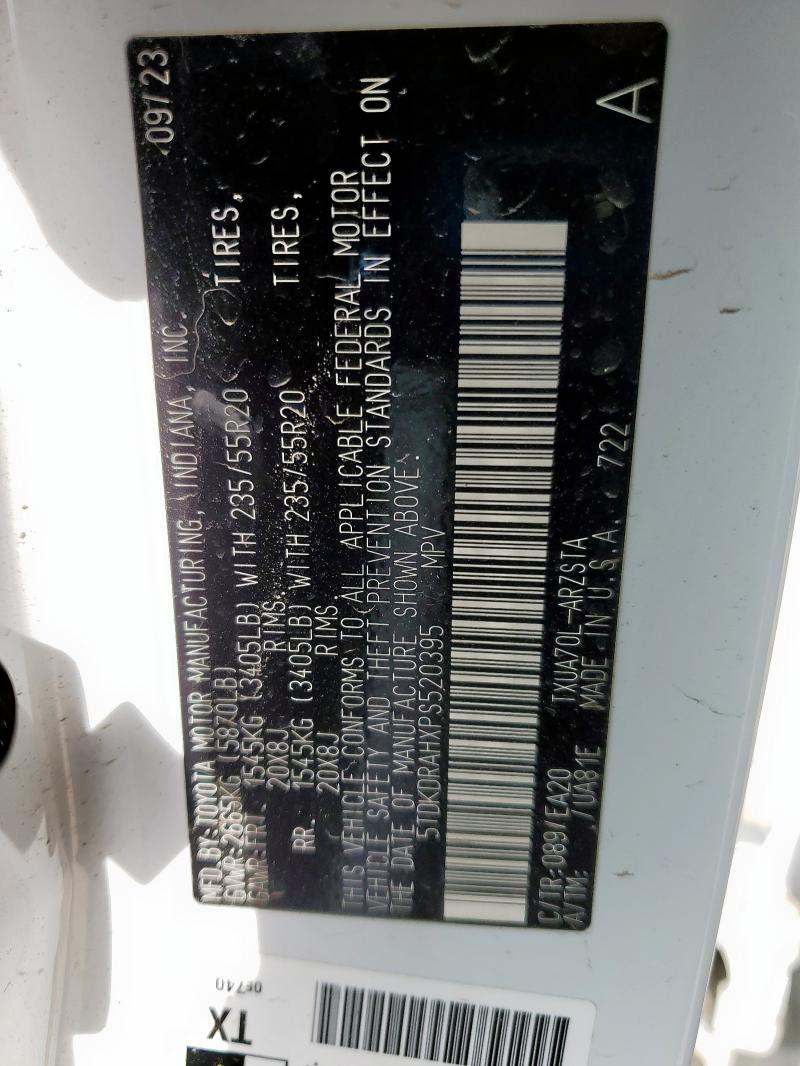 MFD.BY:TOYOTA MOTOR MANUFACTURING, INDIANA, INC. 09/23
GVWR:2665KG (5870LB)
GAWR:FRT. 1545KG (3405LB) WITH 235/55R20 TIRES,
20X8J RIMS.
RR. 1545KG (3405LB) WITH 235/55R20 TIRES,
20X8J RIMS.
THIS VEHICLE CONFORMS TO ALL APPLICABLE FEDERAL MOTOR
VEHICLE SAFETY AND THEFT PREVENTION STANDARDS IN EFFECT ON
THE DATE OF MANUFACTURE SHOWN ABOVE.
5TDKDRAHXPS520395 MPV
C/TR:089/EA20 TXUA70L-ARZSTA
A/TM: /UA81E MADE IN U.S.A. 722
A
TX